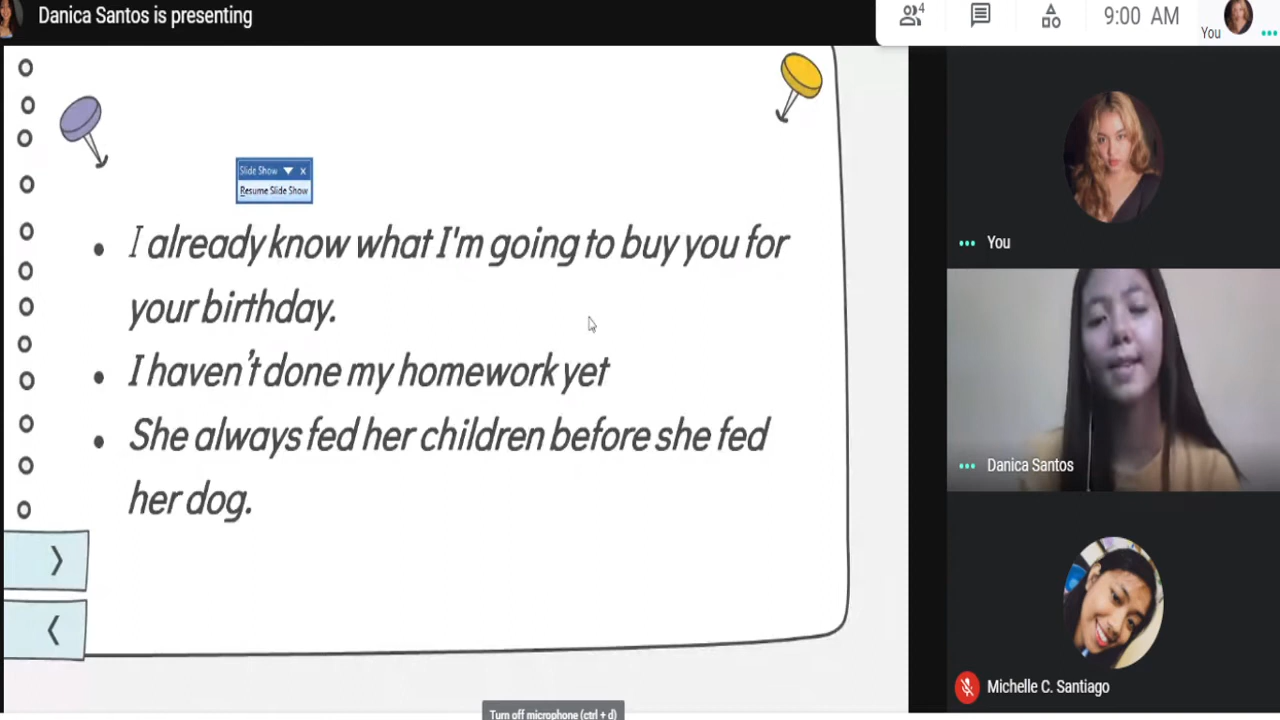 Danica Santos is presenting
4
9:00 AM
You
Slide Show
Resume Slide Show
• I already know what I'm going to buy you for
your birthday.
• I haven't done my homework yet
• She always fed her children before she fed
her dog.
You
Danica Santos
Michelle C. Santiago
Turn off microphone (ctrl + d)